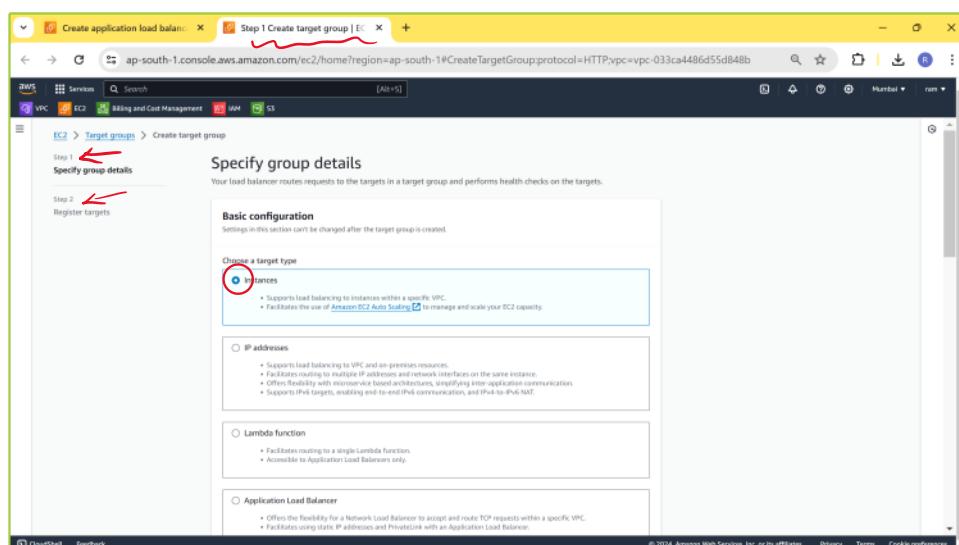 Create application load balanc
Step 1 Create target group | EC
ap-south-1.console.aws.amazon.com/ec2/home?region=ap-south-1#CreateTargetGroup:protocol=HTTP;vpc=vpc-033ca4486d55d848b
R
aws Services Search [Alt+S] Mumbai ram
VPC EC2 Billing and Cost Management IAM S3
EC2 > Target groups > Create target group
Step 1
Specify group details
Step 2
Register targets
Specify group details
Your load balancer routes requests to the targets in a target group and performs health checks on the targets.
Basic configuration
Settings in this section can't be changed after the target group is created.
Choose a target type
Instances
• Supports load balancing to instances within a specific VPC.
• Facilitates the use of Amazon EC2 Auto Scaling to manage and scale your EC2 capacity.
IP addresses
• Supports load balancing to VPC and on-premises resources.
• Facilitates routing to multiple IP addresses and network interfaces on the same instance.
• Offers flexibility with microservice based architectures, simplifying inter-application communication.
• Supports IPv6 targets, enabling end-to-end IPv6 communication, and IPv4-to-IPv6 NAT.
Lambda function
• Facilitates routing to a single Lambda function.
• Accessible to Application Load Balancers only.
Application Load Balancer
• Offers the flexibility for a Network Load Balancer to accept and route TCP requests within a specific VPC.
• Facilitates using static IP addresses and PrivateLink with an Application Load Balancer.
CloudShell Feedback © 2024, Amazon Web Services, Inc. or its affiliates. Privacy Terms Cookie preferences